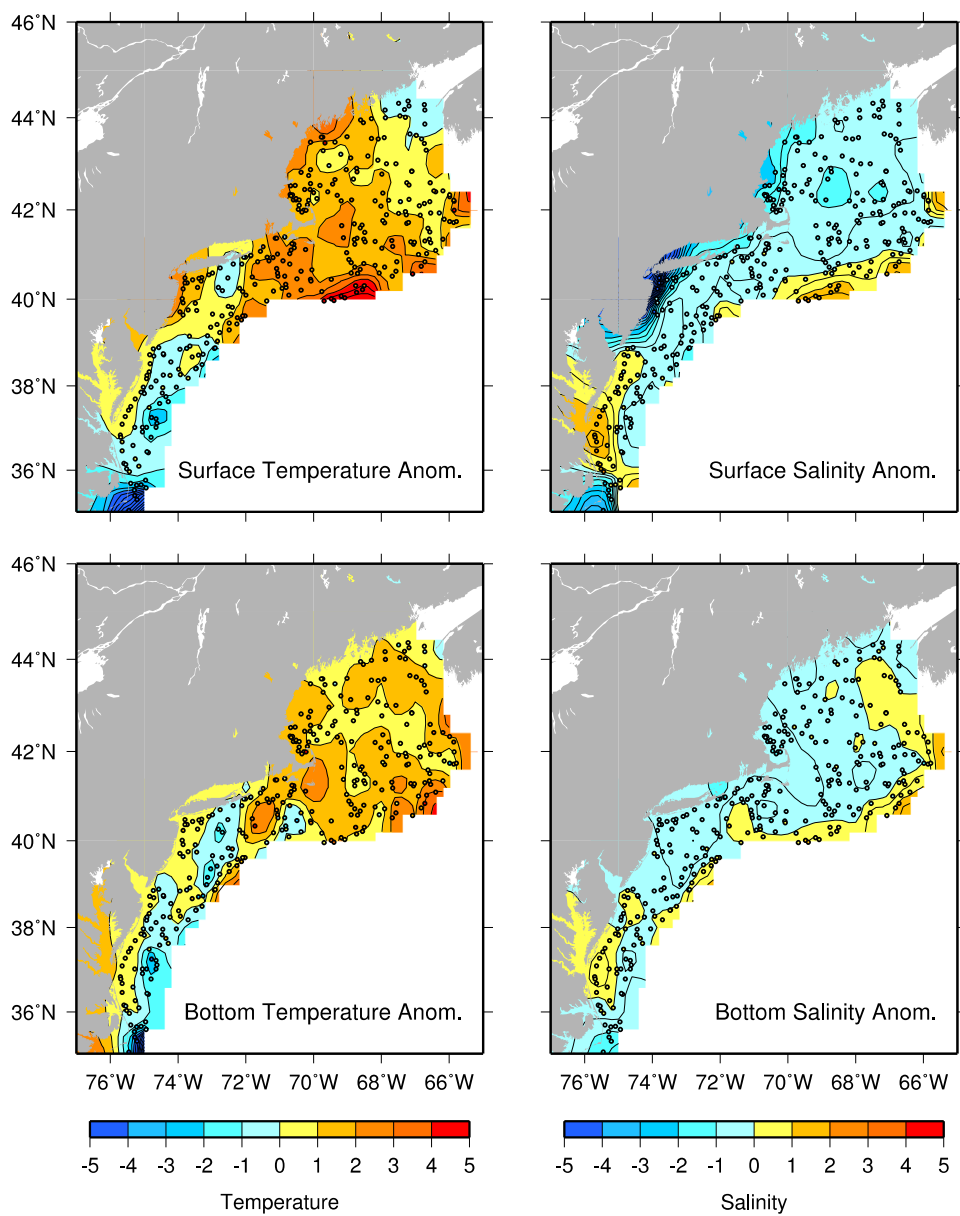 46°N
44°N
42°N
40°N
38°N
36°N
Surface Temperature Anom.
Surface Salinity Anom.
46°N
44°N
42°N
40°N
38°N
36°N
Bottom Temperature Anom.
Bottom Salinity Anom.
76°W 74°W 72°W 70°W 68°W 66°W
76°W 74°W 72°W 70°W 68°W 66°W
-5 -4 -3 -2 -1 0 1 2 3 4 5
-5 -4 -3 -2 -1 0 1 2 3 4 5
Temperature
Salinity